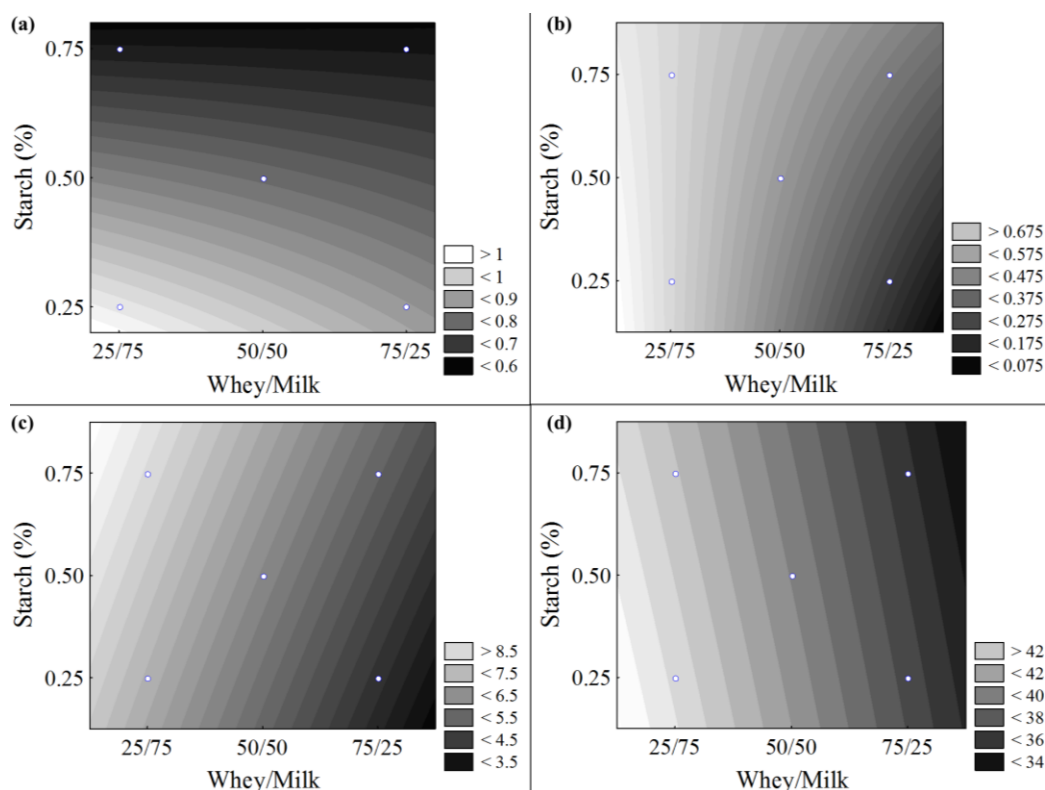 (a)
0.75
0.50
0.25
Starch (%)
25/75 50/50 75/25
Whey/Milk
> 1
< 1
< 0.9
< 0.8
< 0.7
< 0.6
(b)
0.75
0.50
0.25
Starch (%)
25/75 50/50 75/25
Whey/Milk
> 0.675
< 0.575
< 0.475
< 0.375
< 0.275
< 0.175
< 0.075
(c)
0.75
0.50
0.25
Starch (%)
25/75 50/50 75/25
Whey/Milk
> 8.5
< 7.5
< 6.5
< 5.5
< 4.5
< 3.5
(d)
0.75
0.50
0.25
Starch (%)
25/75 50/50 75/25
Whey/Milk
> 42
< 42
< 40
< 38
< 36
< 34